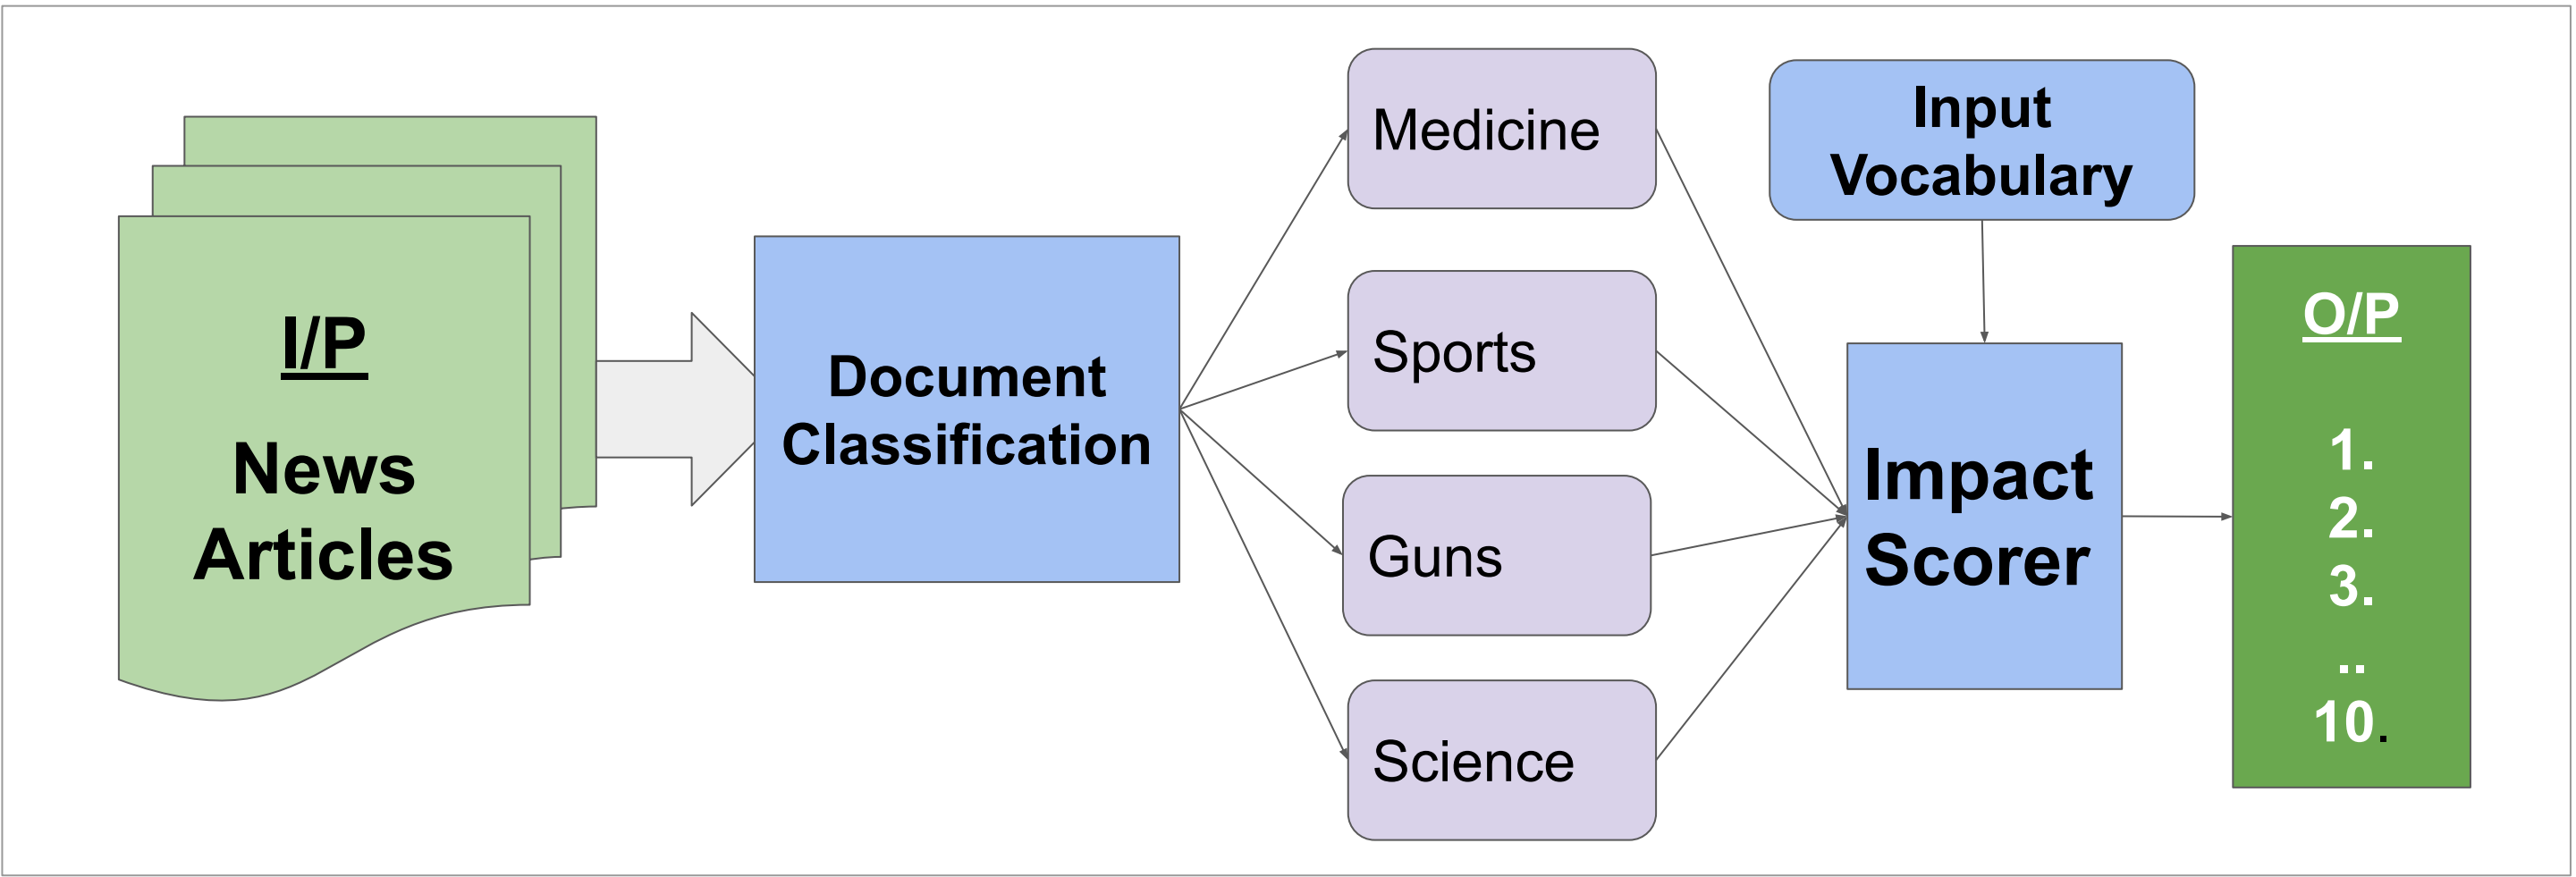 I/P
News
Articles
Document
Classification
Medicine
Sports
Guns
Science
Input
Vocabulary
Impact
Scorer
O/P
1.
2.
3.
..
10.